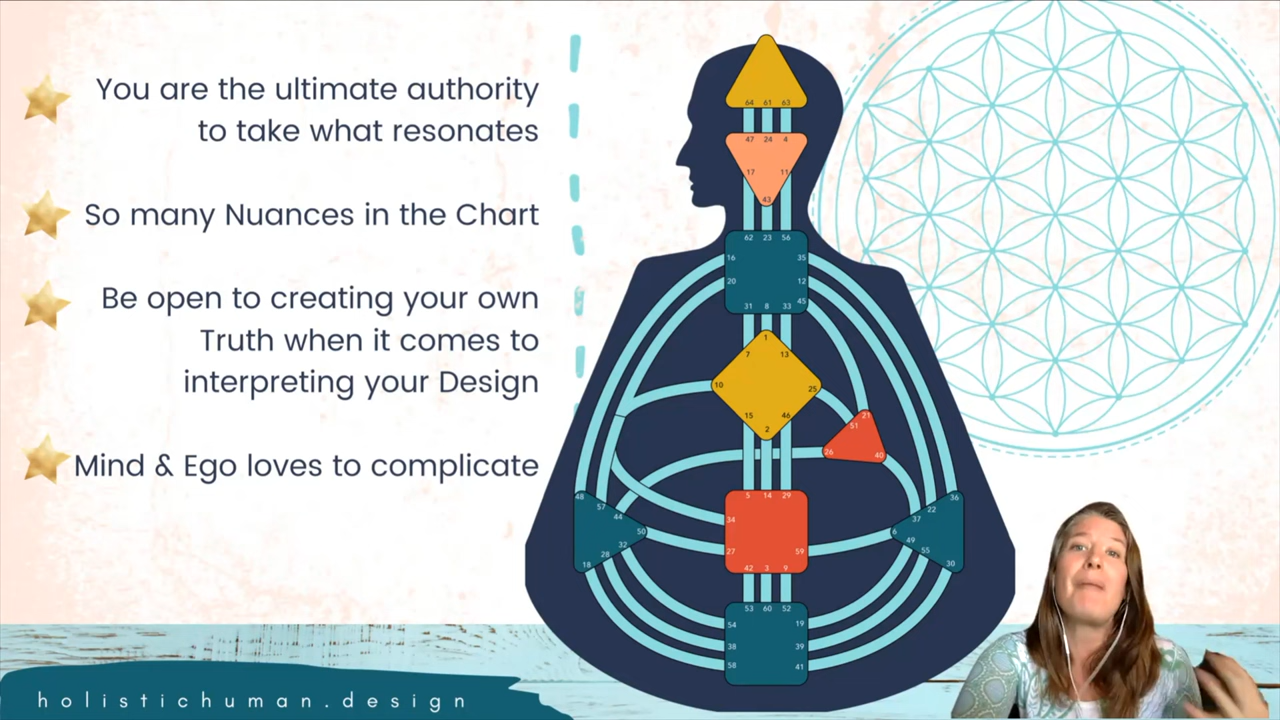 You are the ultimate authority
to take what resonates
So many Nuances in the Chart
Be open to creating your own
Truth when it comes to
interpreting your Design
Mind & Ego loves to complicate
holistichuman.design
64 61 63
47 24 4
17 11
43
62 23 56
16 35
20 12
45
31 8 33
1
7 13
10 25
15 46
2
21
51
26 40
5 14 29
34
27 59
42 3 9
48
57
44
50
32
28
18
36
22
37
6
49
55
30
53 60 52
54 19
38 39
58 41